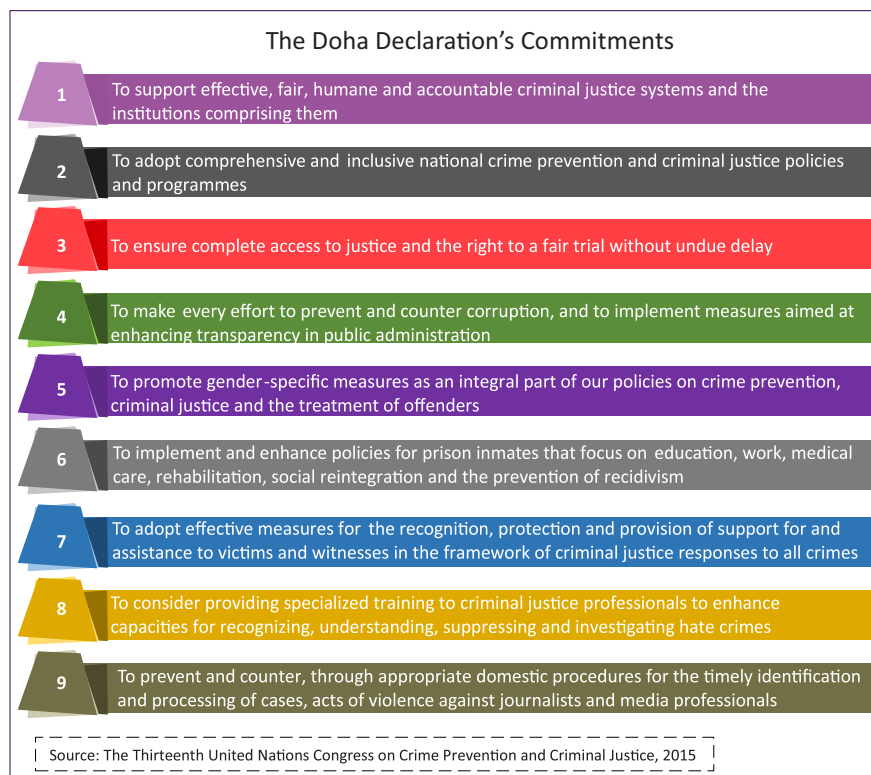 The Doha Declaration's Commitments
1
To support effective, fair, humane and accountable criminal justice systems and the
institutions comprising them
2
To adopt comprehensive and inclusive national crime prevention and criminal justice policies
and programmes
3
To ensure complete access to justice and the right to a fair trial without undue delay
4
To make every effort to prevent and counter corruption, and to implement measures aimed at
enhancing transparency in public administration
5
To promote gender-specific measures as an integral part of our policies on crime prevention,
criminal justice and the treatment of offenders
6
To implement and enhance policies for prison inmates that focus on education, work, medical
care, rehabilitation, social reintegration and the prevention of recidivism
7
To adopt effective measures for the recognition, protection and provision of support for and
assistance to victims and witnesses in the framework of criminal justice responses to all crimes
8
To consider providing specialized training to criminal justice professionals to enhance
capacities for recognizing, understanding, suppressing and investigating hate crimes
9
To prevent and counter, through appropriate domestic procedures for the timely identification
and processing of cases, acts of violence against journalists and media professionals
Source: The Thirteenth United Nations Congress on Crime Prevention and Criminal Justice, 2015